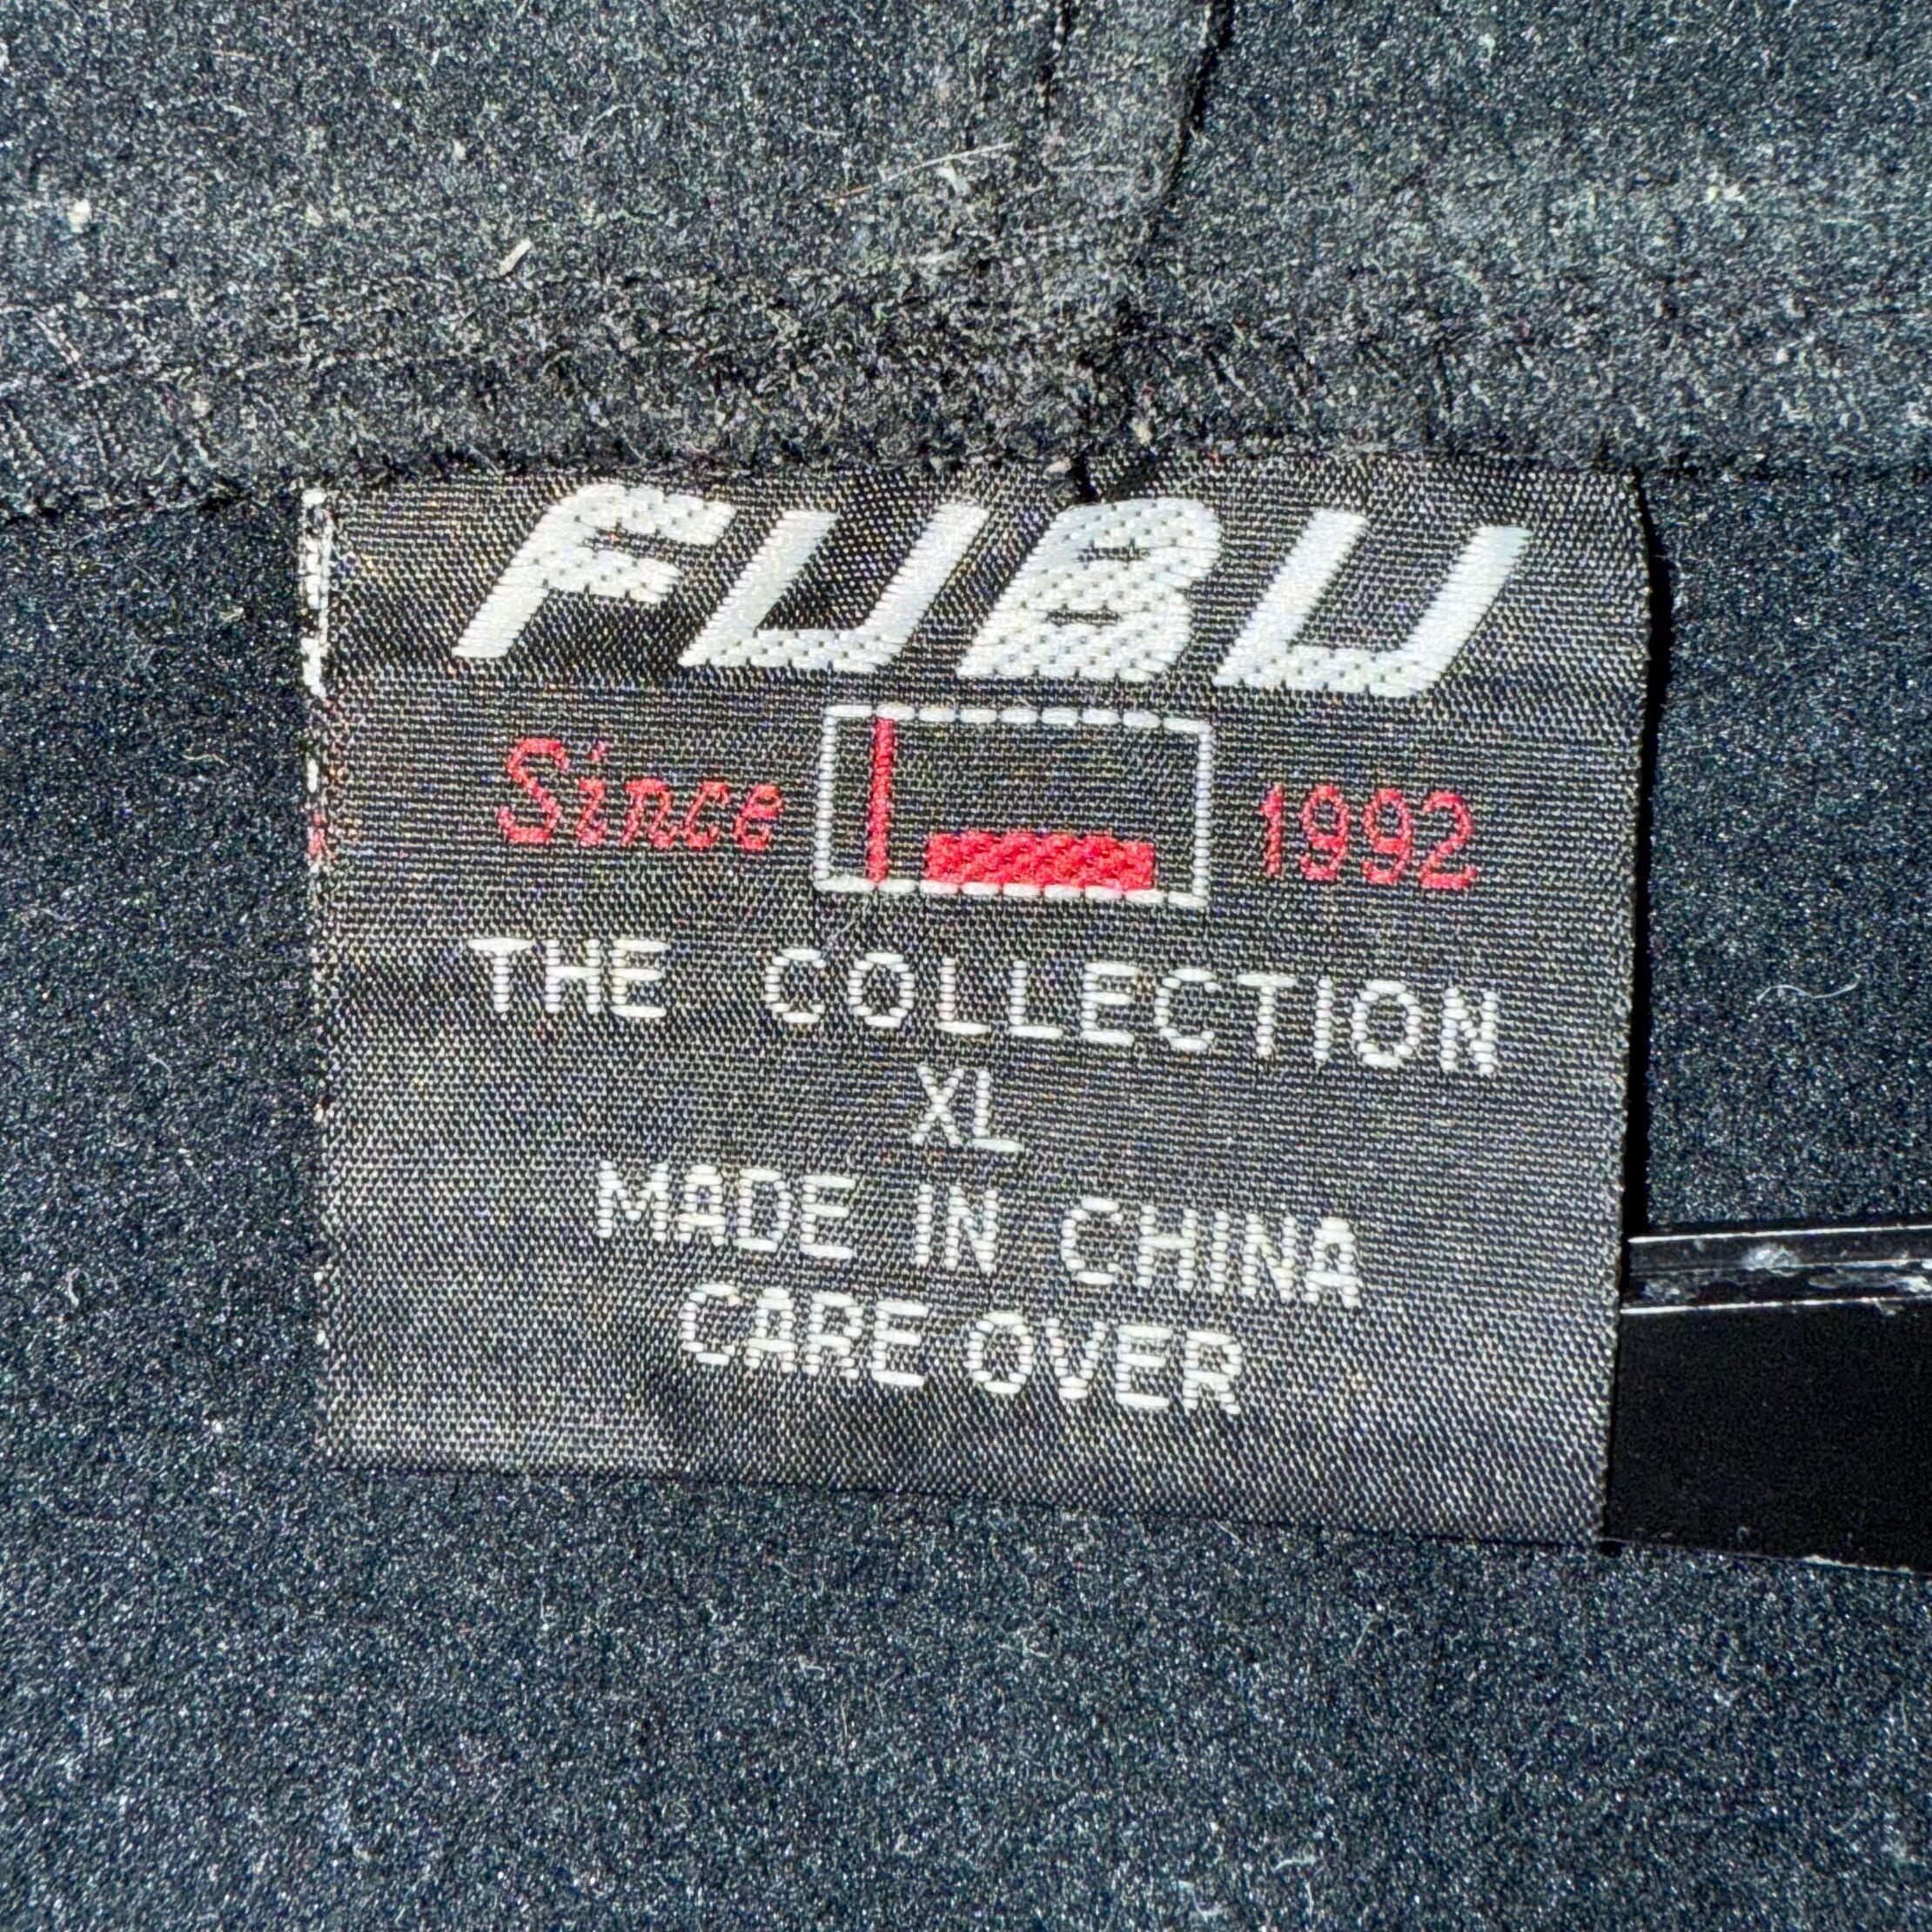 FUBU
Since 1992
THE COLLECTION
XL
MADE IN CHINA
CARE OVER